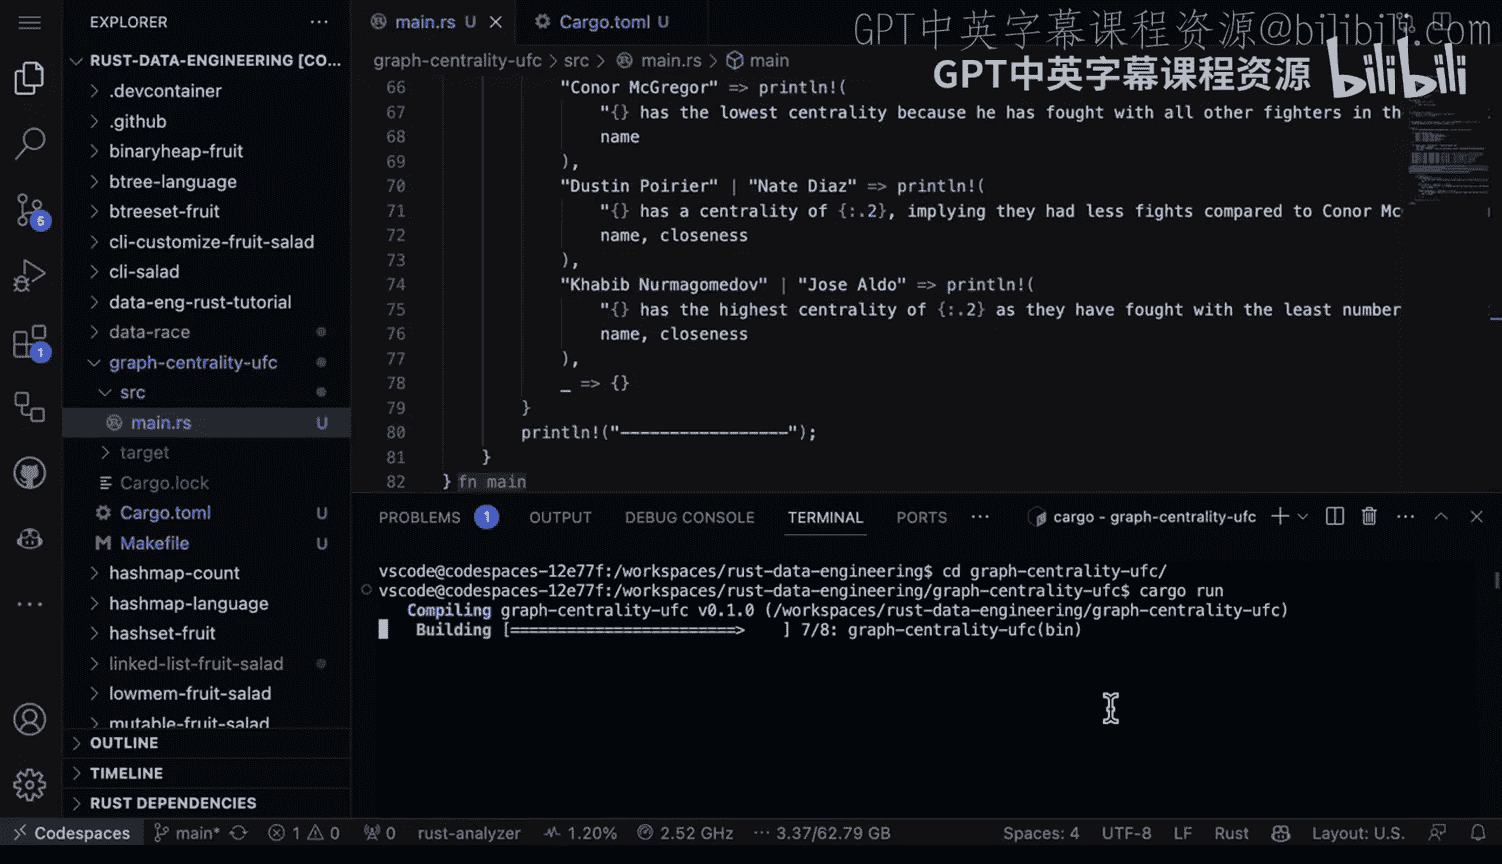 EXPLORER
main.rs U
Cargo.toml U
GPT中英字幕课程资源@bilibili.com
GPT中英字幕课程资源 bilibili
RUST-DATA-ENGINEERING [CO...
.devcontainer
.github
binaryheap-fruit
btree-language
btreeset-fruit
cli-customize-fruit-salad
cli-salad
data-eng-rust-tutorial
data-race
graph-centrality-ufc
src
main.rs U
target
Cargo.lock
Cargo.toml U
Makefile U
hashmap-count
hashmap-language
hashset-fruit
linked-list-fruit-salad
lowmem-fruit-salad
mutable-fruit-salad
OUTLINE
TIMELINE
RUST DEPENDENCIES
5
1
graph-centrality-ufc > src > main.rs > main
66 "Conor McGregor" => println!(
67 "{} has the lowest centrality because he has fought with all other fighters in th
68 name
69 ),
70 "Dustin Poirier" | "Nate Diaz" => println!(
71 "{} has a centrality of {:.2}, implying they had less fights compared to Conor Mc
72 name, closeness
73 ),
74 "Khabib Nurmagomedov" | "Jose Aldo" => println!(
75 "{} has the highest centrality of {:.2} as they have fought with the least number
76 name, closeness
77 ),
78 _ => {}
79 }
80 println!("-----------------");
81 }
82 } fn main
PROBLEMS 1 OUTPUT DEBUG CONSOLE TERMINAL PORTS ... cargo - graph-centrality-ufc
vscode@codespaces-12e77f:/workspaces/rust-data-engineering$ cd graph-centrality-ufc/
vscode@codespaces-12e77f:/workspaces/rust-data-engineering/graph-centrality-ufc$ cargo run
Compiling graph-centrality-ufc v0.1.0 (/workspaces/rust-data-engineering/graph-centrality-ufc)
Building [=======================> ] 7/8: graph-centrality-ufc(bin)
Codespaces main* 1 0 0 rust-analyzer 1.20% 2.52 GHz 3.37/62.79 GB Spaces: 4 UTF-8 LF Rust Layout: U.S.